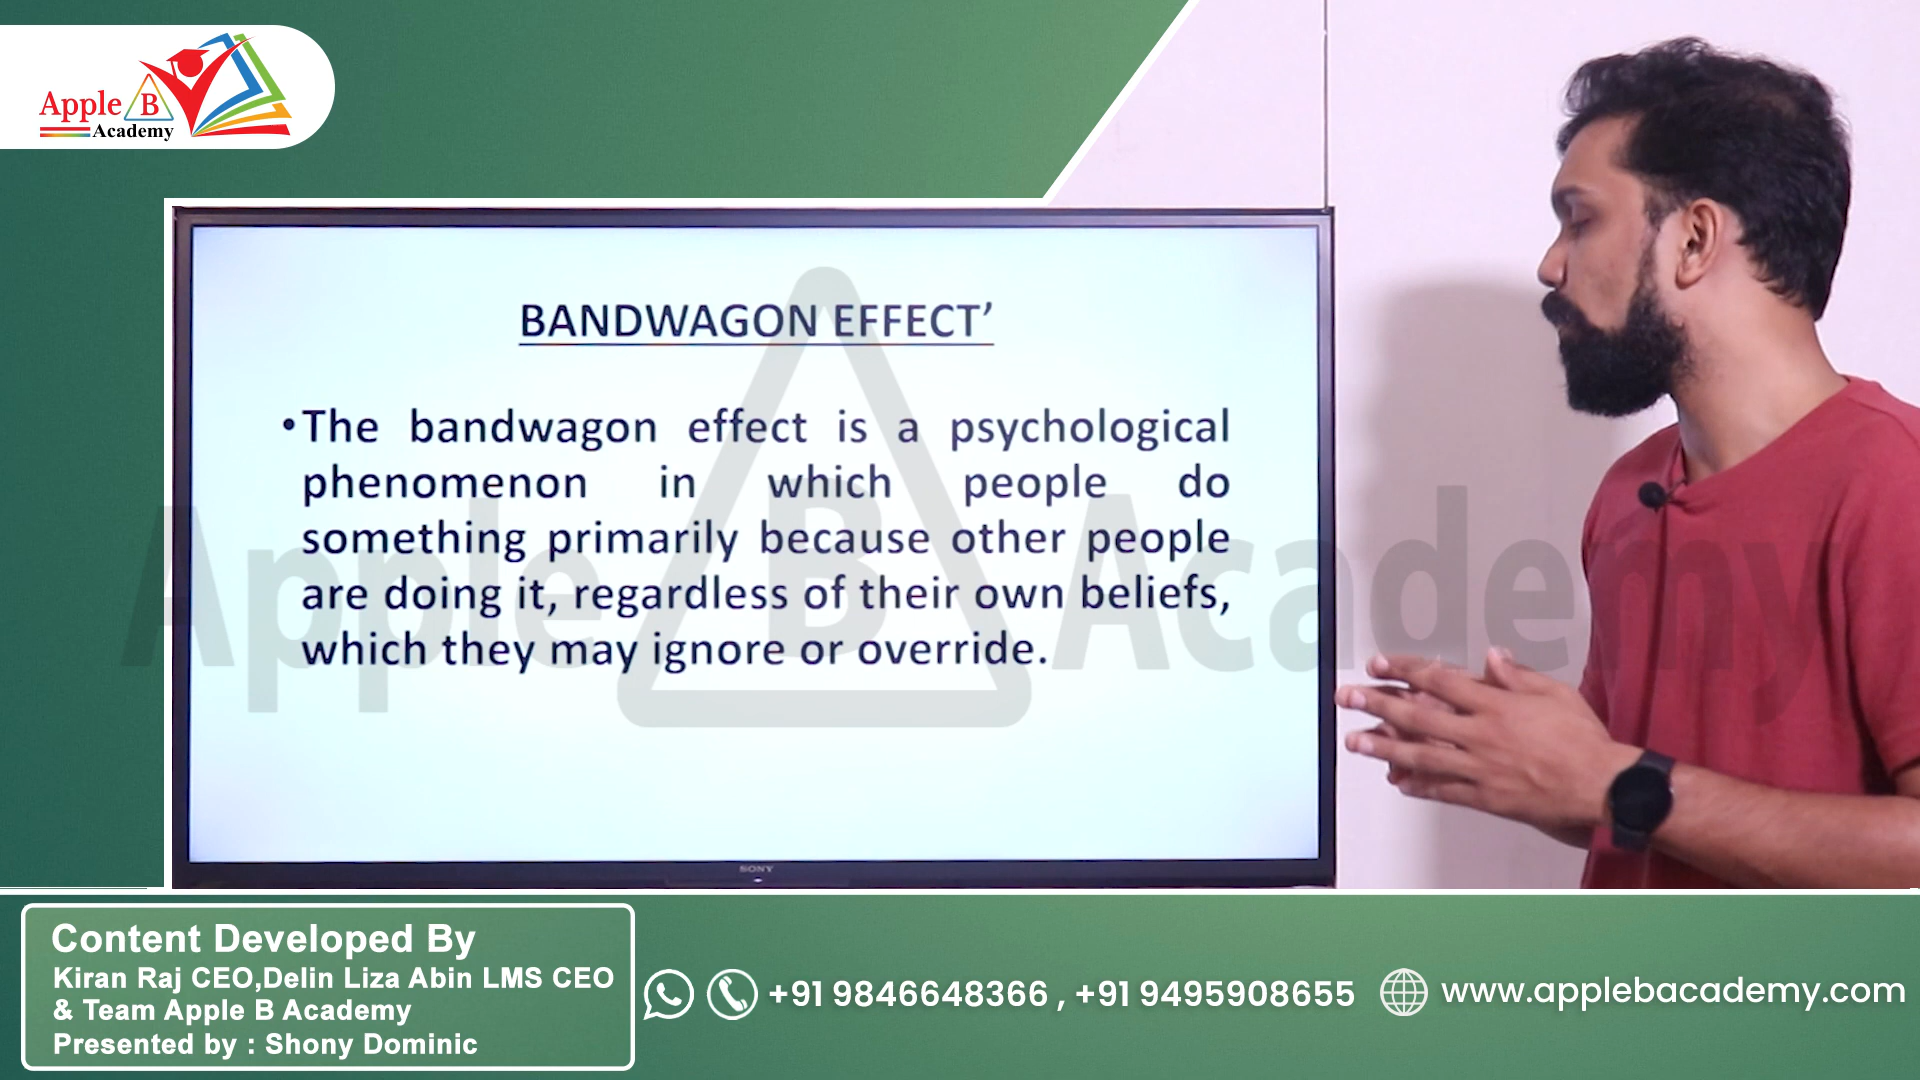 Apple B
Academy
BANDWAGON EFFECT’
•The bandwagon effect is a psychological
phenomenon in which people do
something primarily because other people
are doing it, regardless of their own beliefs,
which they may ignore or override.
Apple B Academy
SONY
Content Developed By
Kiran Raj CEO,Delin Liza Abin LMS CEO
& Team Apple B Academy
Presented by : Shony Dominic
+91 9846648366 , +91 9495908655
www.applebacademy.com